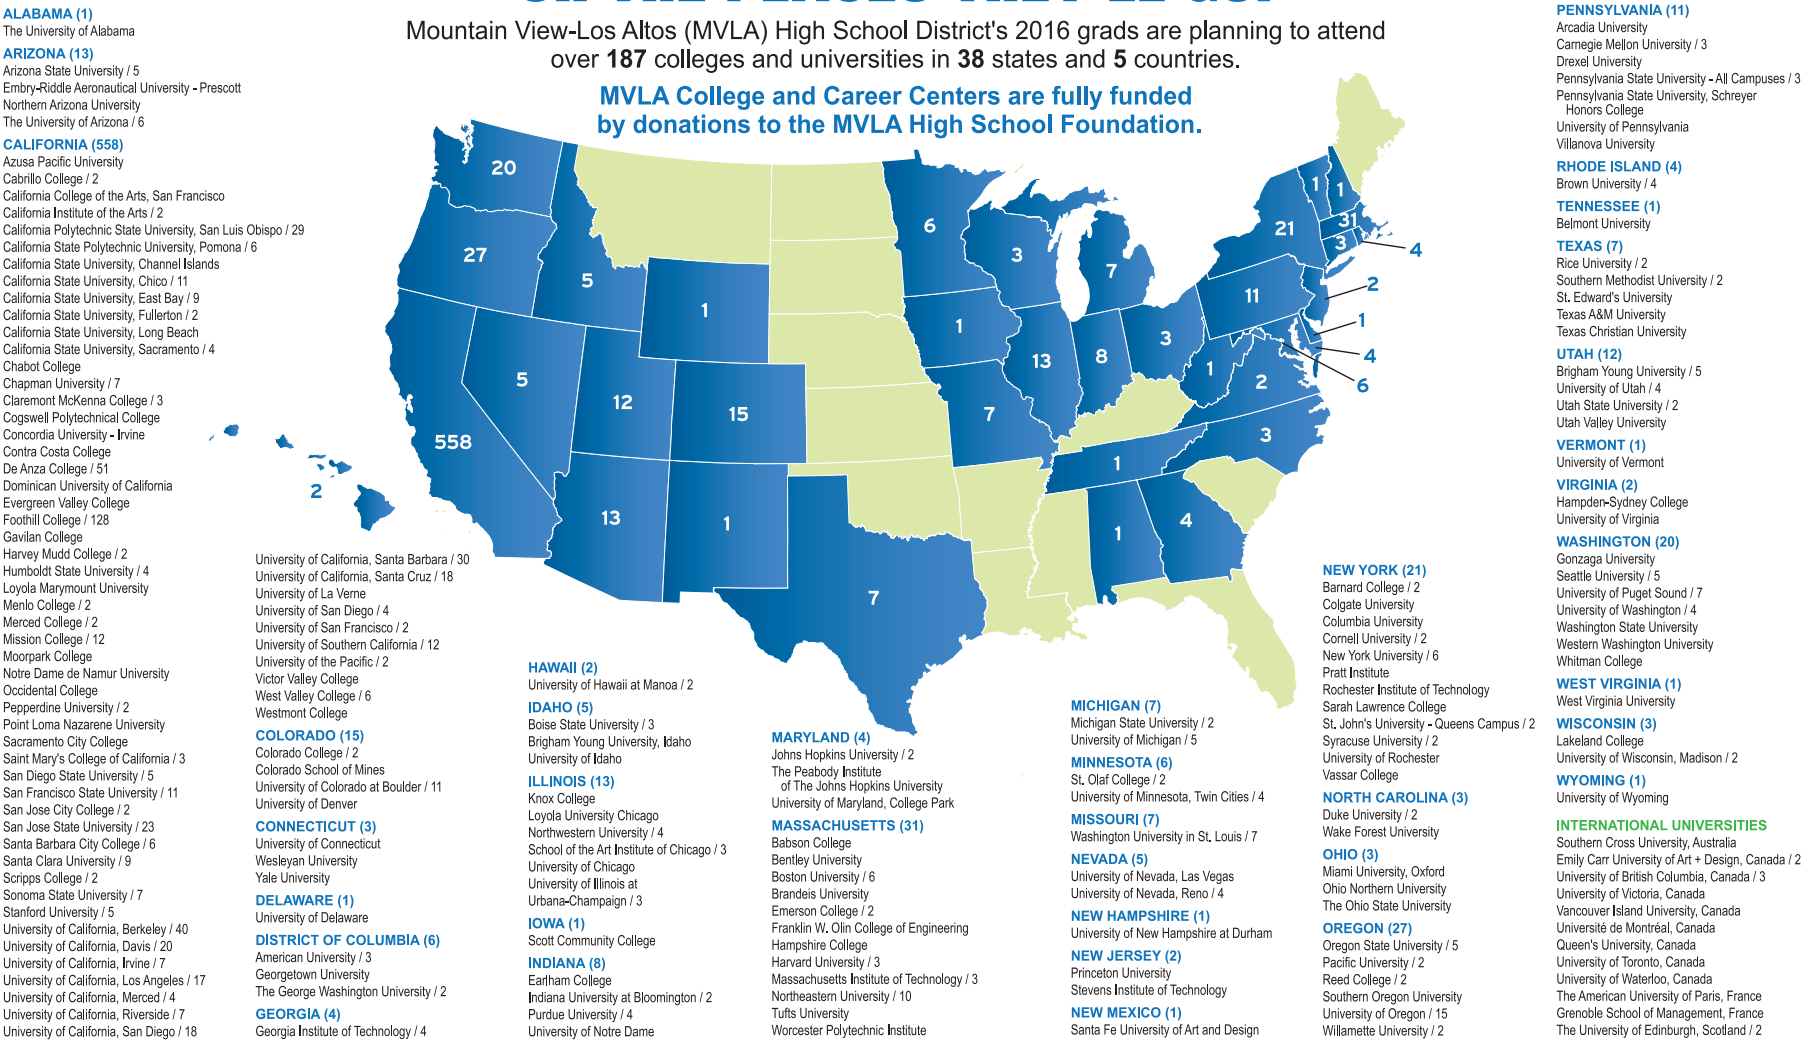 Mountain View-Los Altos (MVLA) High School District's 2016 grads are planning to attend
over 187 colleges and universities in 38 states and 5 countries.
MVLA College and Career Centers are fully funded
by donations to the MVLA High School Foundation.
ALABAMA (1)
The University of Alabama
ARIZONA (13)
Arizona State University / 5
Embry-Riddle Aeronautical University - Prescott
Northern Arizona University
The University of Arizona / 6
CALIFORNIA (558)
Azusa Pacific University
Cabrillo College / 2
California College of the Arts, San Francisco
California Institute of the Arts / 2
California Polytechnic State University, San Luis Obispo / 29
California State Polytechnic University, Pomona / 6
California State University, Channel Islands
California State University, Chico / 11
California State University, East Bay / 9
California State University, Fullerton / 2
California State University, Long Beach
California State University, Sacramento / 4
Chabot College
Chapman University / 7
Claremont McKenna College / 3
Cogswell Polytechnical College
Concordia University - Irvine
Contra Costa College
De Anza College / 51
Dominican University of California
Evergreen Valley College
Foothill College / 128
Gavilan College
Harvey Mudd College / 2
Humboldt State University / 4
Loyola Marymount University
Menlo College / 2
Merced College / 2
Mission College / 12
Moorpark College
Notre Dame de Namur University
Occidental College
Pepperdine University / 2
Point Loma Nazarene University
Sacramento City College
Saint Mary's College of California / 3
San Diego State University / 5
San Francisco State University / 11
San Jose City College / 2
San Jose State University / 23
Santa Barbara City College / 6
Santa Clara University / 9
Scripps College / 2
Sonoma State University / 7
Stanford University / 5
University of California, Berkeley / 40
University of California, Davis / 20
University of California, Irvine / 7
University of California, Los Angeles / 17
University of California, Merced / 4
University of California, Riverside / 7
University of California, San Diego / 18
University of California, Santa Barbara / 30
University of California, Santa Cruz / 18
University of La Verne
University of San Diego / 4
University of San Francisco / 2
University of Southern California / 12
University of the Pacific / 2
Victor Valley College
West Valley College / 6
Westmont College
COLORADO (15)
Colorado College / 2
Colorado School of Mines
University of Colorado at Boulder / 11
University of Denver
CONNECTICUT (3)
University of Connecticut
Wesleyan University
Yale University
DELAWARE (1)
University of Delaware
DISTRICT OF COLUMBIA (6)
American University / 3
Georgetown University
The George Washington University / 2
GEORGIA (4)
Georgia Institute of Technology / 4
HAWAII (2)
University of Hawaii at Manoa / 2
IDAHO (5)
Boise State University / 3
Brigham Young University, Idaho
University of Idaho
ILLINOIS (13)
Knox College
Loyola University Chicago
Northwestern University / 4
School of the Art Institute of Chicago / 3
University of Chicago
University of Illinois at
Urbana-Champaign / 3
IOWA (1)
Scott Community College
INDIANA (8)
Earlham College
Indiana University at Bloomington / 2
Purdue University / 4
University of Notre Dame
MARYLAND (4)
Johns Hopkins University / 2
The Peabody Institute
of The Johns Hopkins University
University of Maryland, College Park
MASSACHUSETTS (31)
Babson College
Bentley University
Boston University / 6
Brandeis University
Emerson College / 2
Franklin W. Olin College of Engineering
Hampshire College
Harvard University / 3
Massachusetts Institute of Technology / 3
Northeastern University / 10
Tufts University
Worcester Polytechnic Institute
MICHIGAN (7)
Michigan State University / 2
University of Michigan / 5
MINNESOTA (6)
St. Olaf College / 2
University of Minnesota, Twin Cities / 4
MISSOURI (7)
Washington University in St. Louis / 7
NEVADA (5)
University of Nevada, Las Vegas
University of Nevada, Reno / 4
NEW HAMPSHIRE (1)
University of New Hampshire at Durham
NEW JERSEY (2)
Princeton University
Stevens Institute of Technology
NEW MEXICO (1)
Santa Fe University of Art and Design
NEW YORK (21)
Barnard College / 2
Colgate University
Columbia University
Cornell University / 2
New York University / 6
Pratt Institute
Rochester Institute of Technology
Sarah Lawrence College
St. John's University - Queens Campus / 2
Syracuse University / 2
University of Rochester
Vassar College
NORTH CAROLINA (3)
Duke University / 2
Wake Forest University
OHIO (3)
Miami University, Oxford
Ohio Northern University
The Ohio State University
OREGON (27)
Oregon State University / 5
Pacific University / 2
Reed College / 2
Southern Oregon University
University of Oregon / 15
Willamette University / 2
PENNSYLVANIA (11)
Arcadia University
Carnegie Mellon University / 3
Drexel University
Pennsylvania State University - All Campuses / 3
Pennsylvania State University, Schreyer
Honors College
University of Pennsylvania
Villanova University
RHODE ISLAND (4)
Brown University / 4
TENNESSEE (1)
Belmont University
TEXAS (7)
Rice University / 2
Southern Methodist University / 2
St. Edward's University
Texas A&M University
Texas Christian University
UTAH (12)
Brigham Young University / 5
University of Utah / 4
Utah State University / 2
Utah Valley University
VERMONT (1)
University of Vermont
VIRGINIA (2)
Hampden-Sydney College
University of Virginia
WASHINGTON (20)
Gonzaga University
Seattle University / 5
University of Puget Sound / 7
University of Washington / 4
Washington State University
Western Washington University
Whitman College
WEST VIRGINIA (1)
West Virginia University
WISCONSIN (3)
Lakeland College
University of Wisconsin, Madison / 2
WYOMING (1)
University of Wyoming
INTERNATIONAL UNIVERSITIES
Southern Cross University, Australia
Emily Carr University of Art + Design, Canada / 2
University of British Columbia, Canada / 3
University of Victoria, Canada
Vancouver Island University, Canada
Université de Montréal, Canada
Queen's University, Canada
University of Toronto, Canada
University of Waterloo, Canada
The American University of Paris, France
Grenoble School of Management, France
The University of Edinburgh, Scotland / 2
20
27
5
1
5
12
15
558
2
13
1
7
6
3
7
1
13
8
3
7
1
2
3
1
1
4
11
21
1
1
31
3
4
2
1
4
6